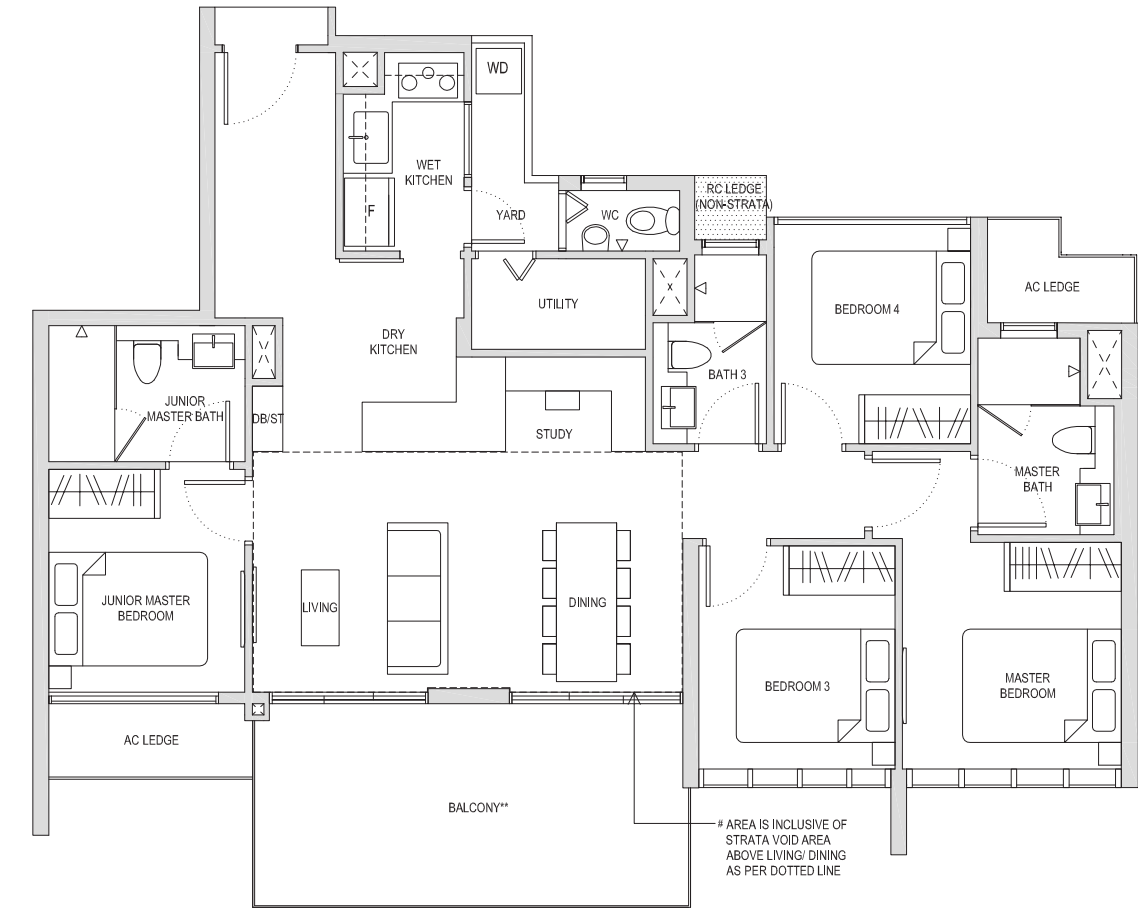 WD
WET
KITCHEN
F
YARD
WC
RC LEDGE
(NON-STRATA)
UTILITY
X
BEDROOM 4
AC LEDGE
DRY
KITCHEN
BATH 3
JUNIOR
MASTER BATH
DB/ST
STUDY
MASTER
BATH
JUNIOR MASTER
BEDROOM
LIVING
DINING
BEDROOM 3
MASTER
BEDROOM
AC LEDGE
BALCONY**
# AREA IS INCLUSIVE OF
STRATA VOID AREA
ABOVE LIVING/ DINING
AS PER DOTTED LINE